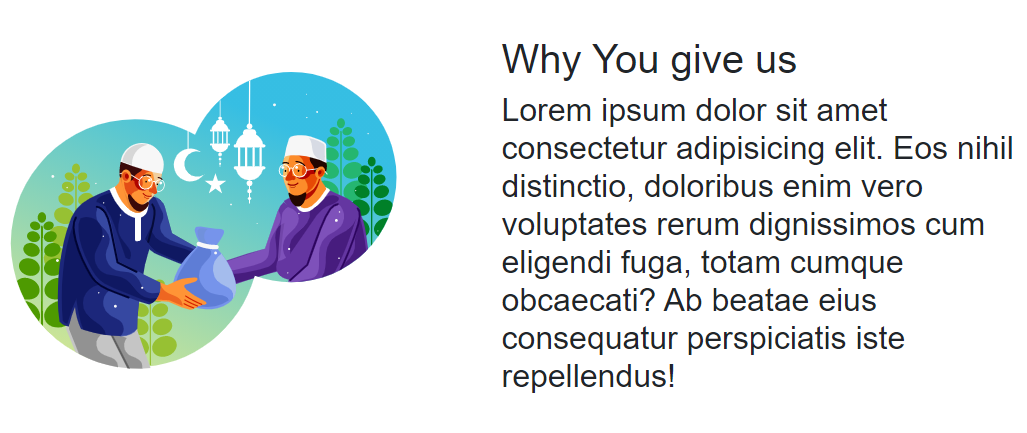 Why You give us
Lorem ipsum dolor sit amet
consectetur adipisicing elit. Eos nihil
distinctio, doloribus enim vero
voluptates rerum dignissimos cum
eligendi fuga, totam cumque
obcaecati? Ab beatae eius
consequatur perspiciatis iste
repellendus!